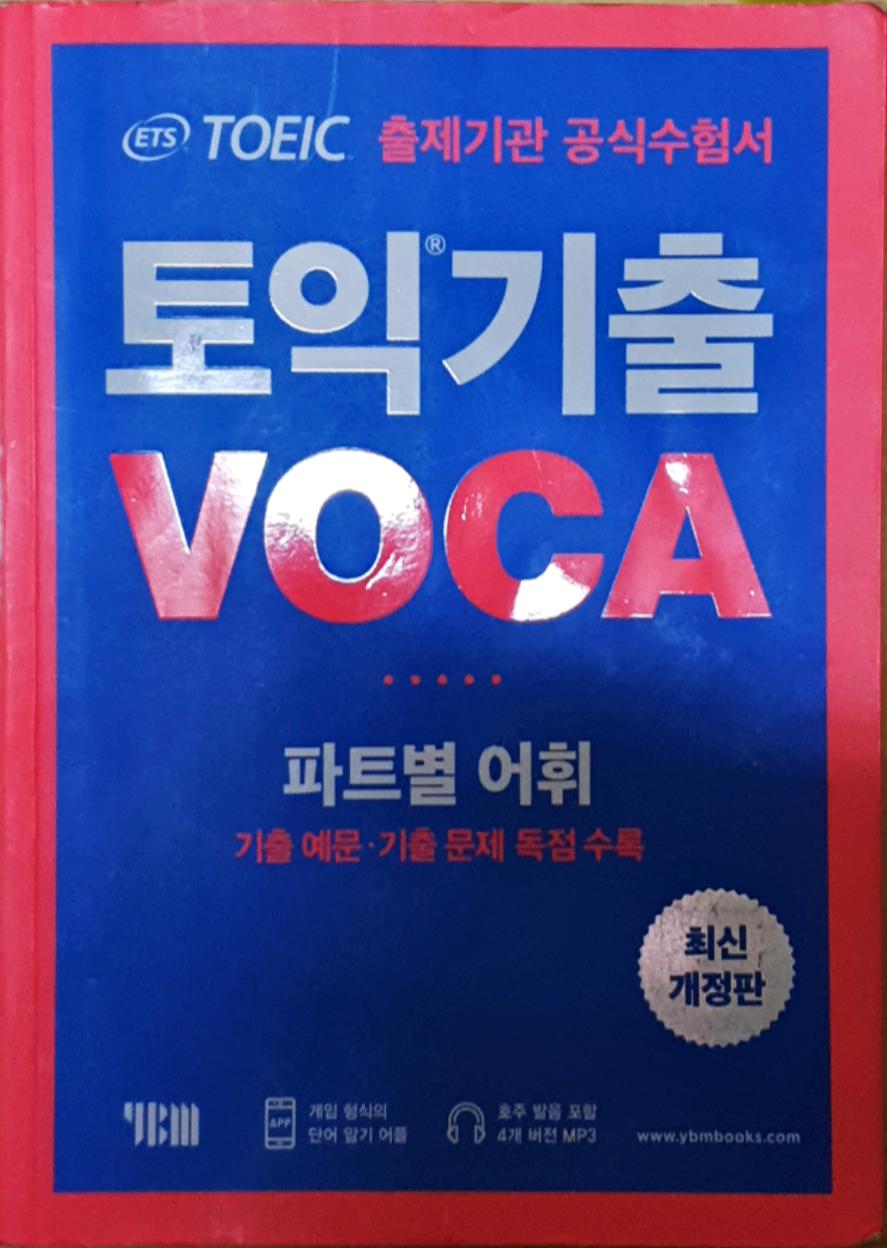 ETS TOEIC 출제기관 공식수험서
토익®기출
VOCA
파트별 어휘
기출 예문·기출 문제 독점 수록
최신
개정판
YBM
APP
게임 형식의
단어 암기 어플
호주 발음 포함
4개 버전 MP3
www.ybmbooks.com